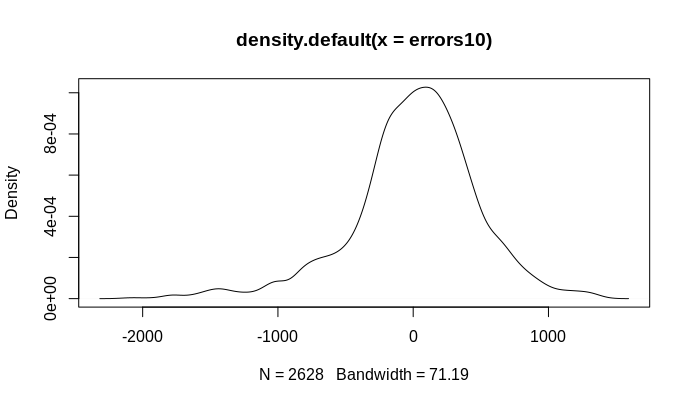 density.default(x = errors10)
Density
0e+00
4e-04
8e-04
-2000
-1000
0
1000
N = 2628 Bandwidth = 71.19